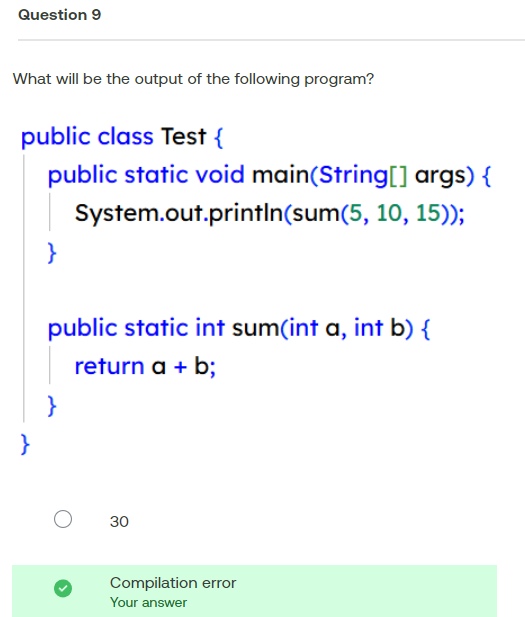 Question 9
What will be the output of the following program?
public class Test {
public static void main(String[] args) {
System.out.println(sum(5, 10, 15));
}
public static int sum(int a, int b) {
return a + b;
}
}
30
Compilation error
Your answer